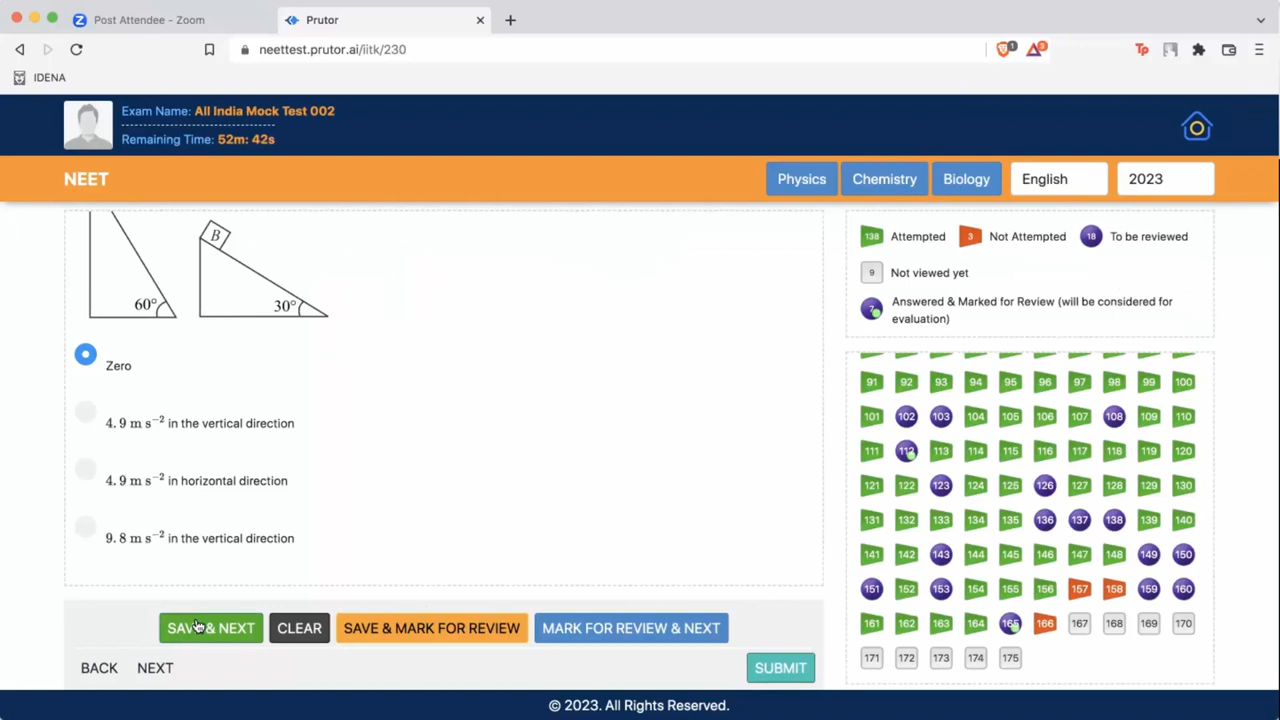 Post Attendee - Zoom
Prutor
neettest.prutor.ai/iitk/230
1
3
Tp
IDENA
Exam Name: All India Mock Test 002
Remaining Time: 52m: 42s
NEET
Physics
Chemistry
Biology
English
2023
B
60°
30°
Zero
4.9 m s⁻² in the vertical direction
4.9 m s⁻² in horizontal direction
9.8 m s⁻² in the vertical direction
SAVE & NEXT
CLEAR
SAVE & MARK FOR REVIEW
MARK FOR REVIEW & NEXT
BACK
NEXT
SUBMIT
138 Attempted
3 Not Attempted
18 To be reviewed
9 Not viewed yet
7 Answered & Marked for Review (will be considered for
evaluation)
91 92 93 94 95 96 97 98 99 100
101 102 103 104 105 106 107 108 109 110
111 112 113 114 115 116 117 118 119 120
121 122 123 124 125 126 127 128 129 130
131 132 133 134 135 136 137 138 139 140
141 142 143 144 145 146 147 148 149 150
151 152 153 154 155 156 157 158 159 160
161 162 163 164 165 166 167 168 169 170
171 172 173 174 175
© 2023. All Rights Reserved.